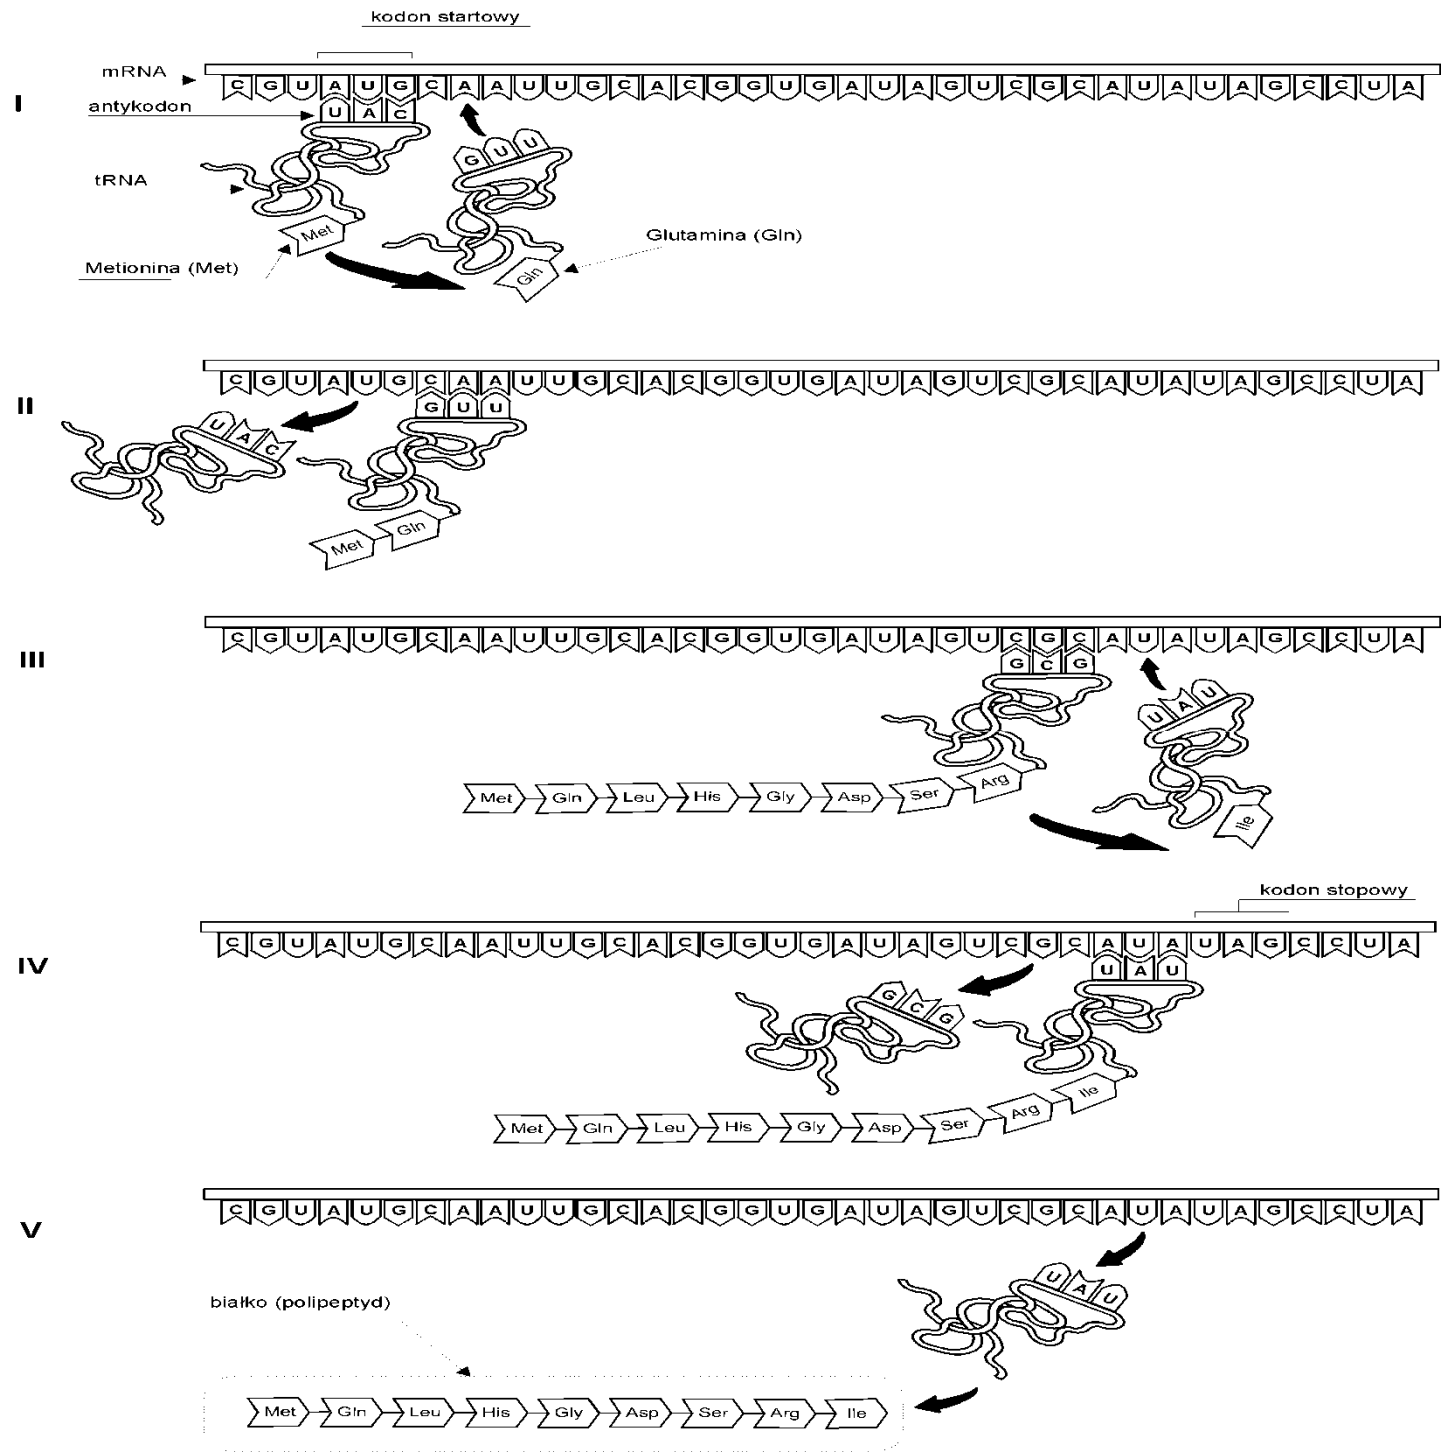 kodon startowy
mRNA
C G U A U G C A A U U G C A C G G U G A U A G U C G C A U A U A G C C U A
I
antykodon
U A C
G U U
tRNA
Met
Glutamina (Gln)
Metionina (Met)
Gln
C G U A U G C A A U U G C A C G G U G A U A G U C G C A U A U A G C C U A
II
G U U
U A C
Met Gln
C G U A U G C A A U U G C A C G G U G A U A G U C G C A U A U A G C C U A
III
G C G
U A U
Met Gln Leu His Gly Asp Ser Arg
Ile
kodon stopowy
C G U A U G C A A U U G C A C G G U G A U A G U C G C A U A U A G C C U A
IV
U A U
G C G
Met Gln Leu His Gly Asp Ser Arg Ile
C G U A U G C A A U U G C A C G G U G A U A G U C G C A U A U A G C C U A
V
U A U
białko (polipeptyd)
Met Gln Leu His Gly Asp Ser Arg Ile